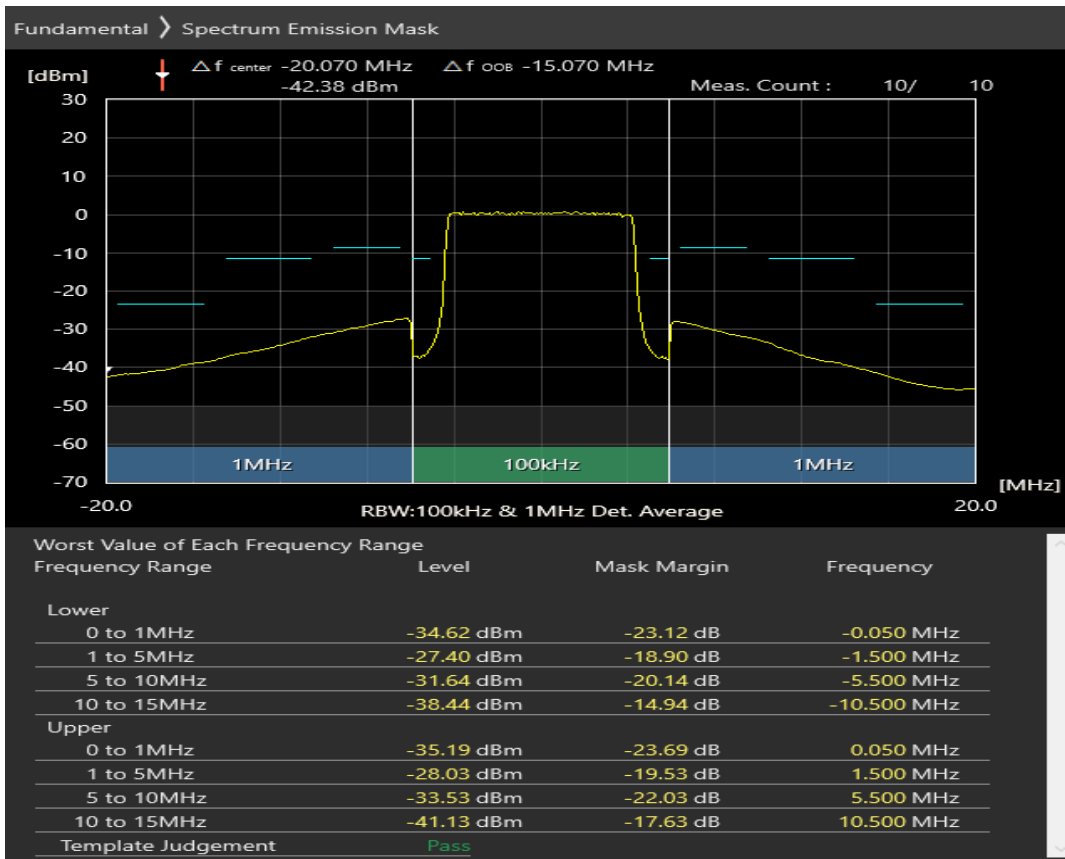 Fundamental ❯ Spectrum Emission Mask
△f center -20.070 MHz △f OOB -15.070 MHz
[dBm] -42.38 dBm Meas. Count : 10/ 10
30
20
10
0
-10
-20
-30
-40
-50
-60
1MHz 100kHz 1MHz
-70 [MHz]
-20.0 RBW:100kHz & 1MHz Det. Average 20.0
Worst Value of Each Frequency Range
Frequency Range Level Mask Margin Frequency
Lower
0 to 1MHz -34.62 dBm -23.12 dB -0.050 MHz
1 to 5MHz -27.40 dBm -18.90 dB -1.500 MHz
5 to 10MHz -31.64 dBm -20.14 dB -5.500 MHz
10 to 15MHz -38.44 dBm -14.94 dB -10.500 MHz
Upper
0 to 1MHz -35.19 dBm -23.69 dB 0.050 MHz
1 to 5MHz -28.03 dBm -19.53 dB 1.500 MHz
5 to 10MHz -33.53 dBm -22.03 dB 5.500 MHz
10 to 15MHz -41.13 dBm -17.63 dB 10.500 MHz
Template Judgement Pass